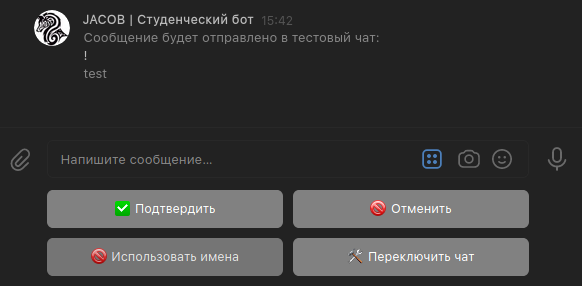 JACOB | Студенческий бот 15:42
Сообщение будет отправлено в тестовый чат:
!
test
Напишите сообщение...
✅ Подтвердить
🚫 Отменить
🚫 Использовать имена
🛠 Переключить чат